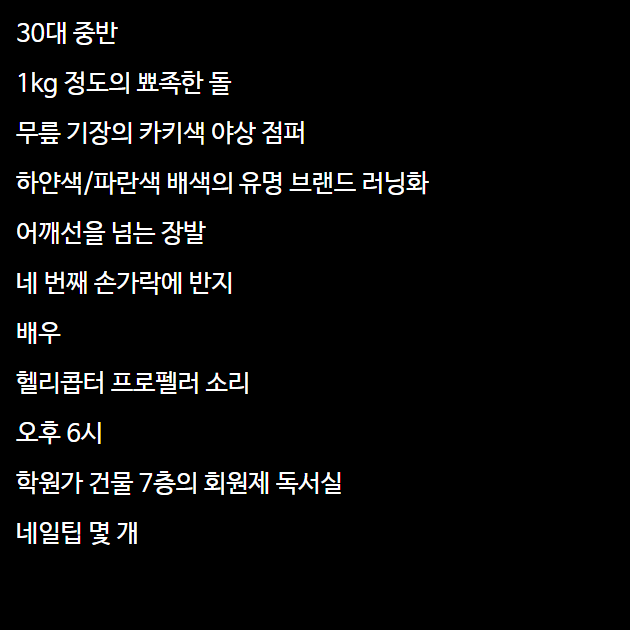 30대 중반
1kg 정도의 뾰족한 돌
무릎 기장의 카키색 야상 점퍼
하얀색/파란색 배색의 유명 브랜드 러닝화
어깨선을 넘는 장발
네 번째 손가락에 반지
배우
헬리콥터 프로펠러 소리
오후 6시
학원가 건물 7층의 회원제 독서실
네일팁 몇 개